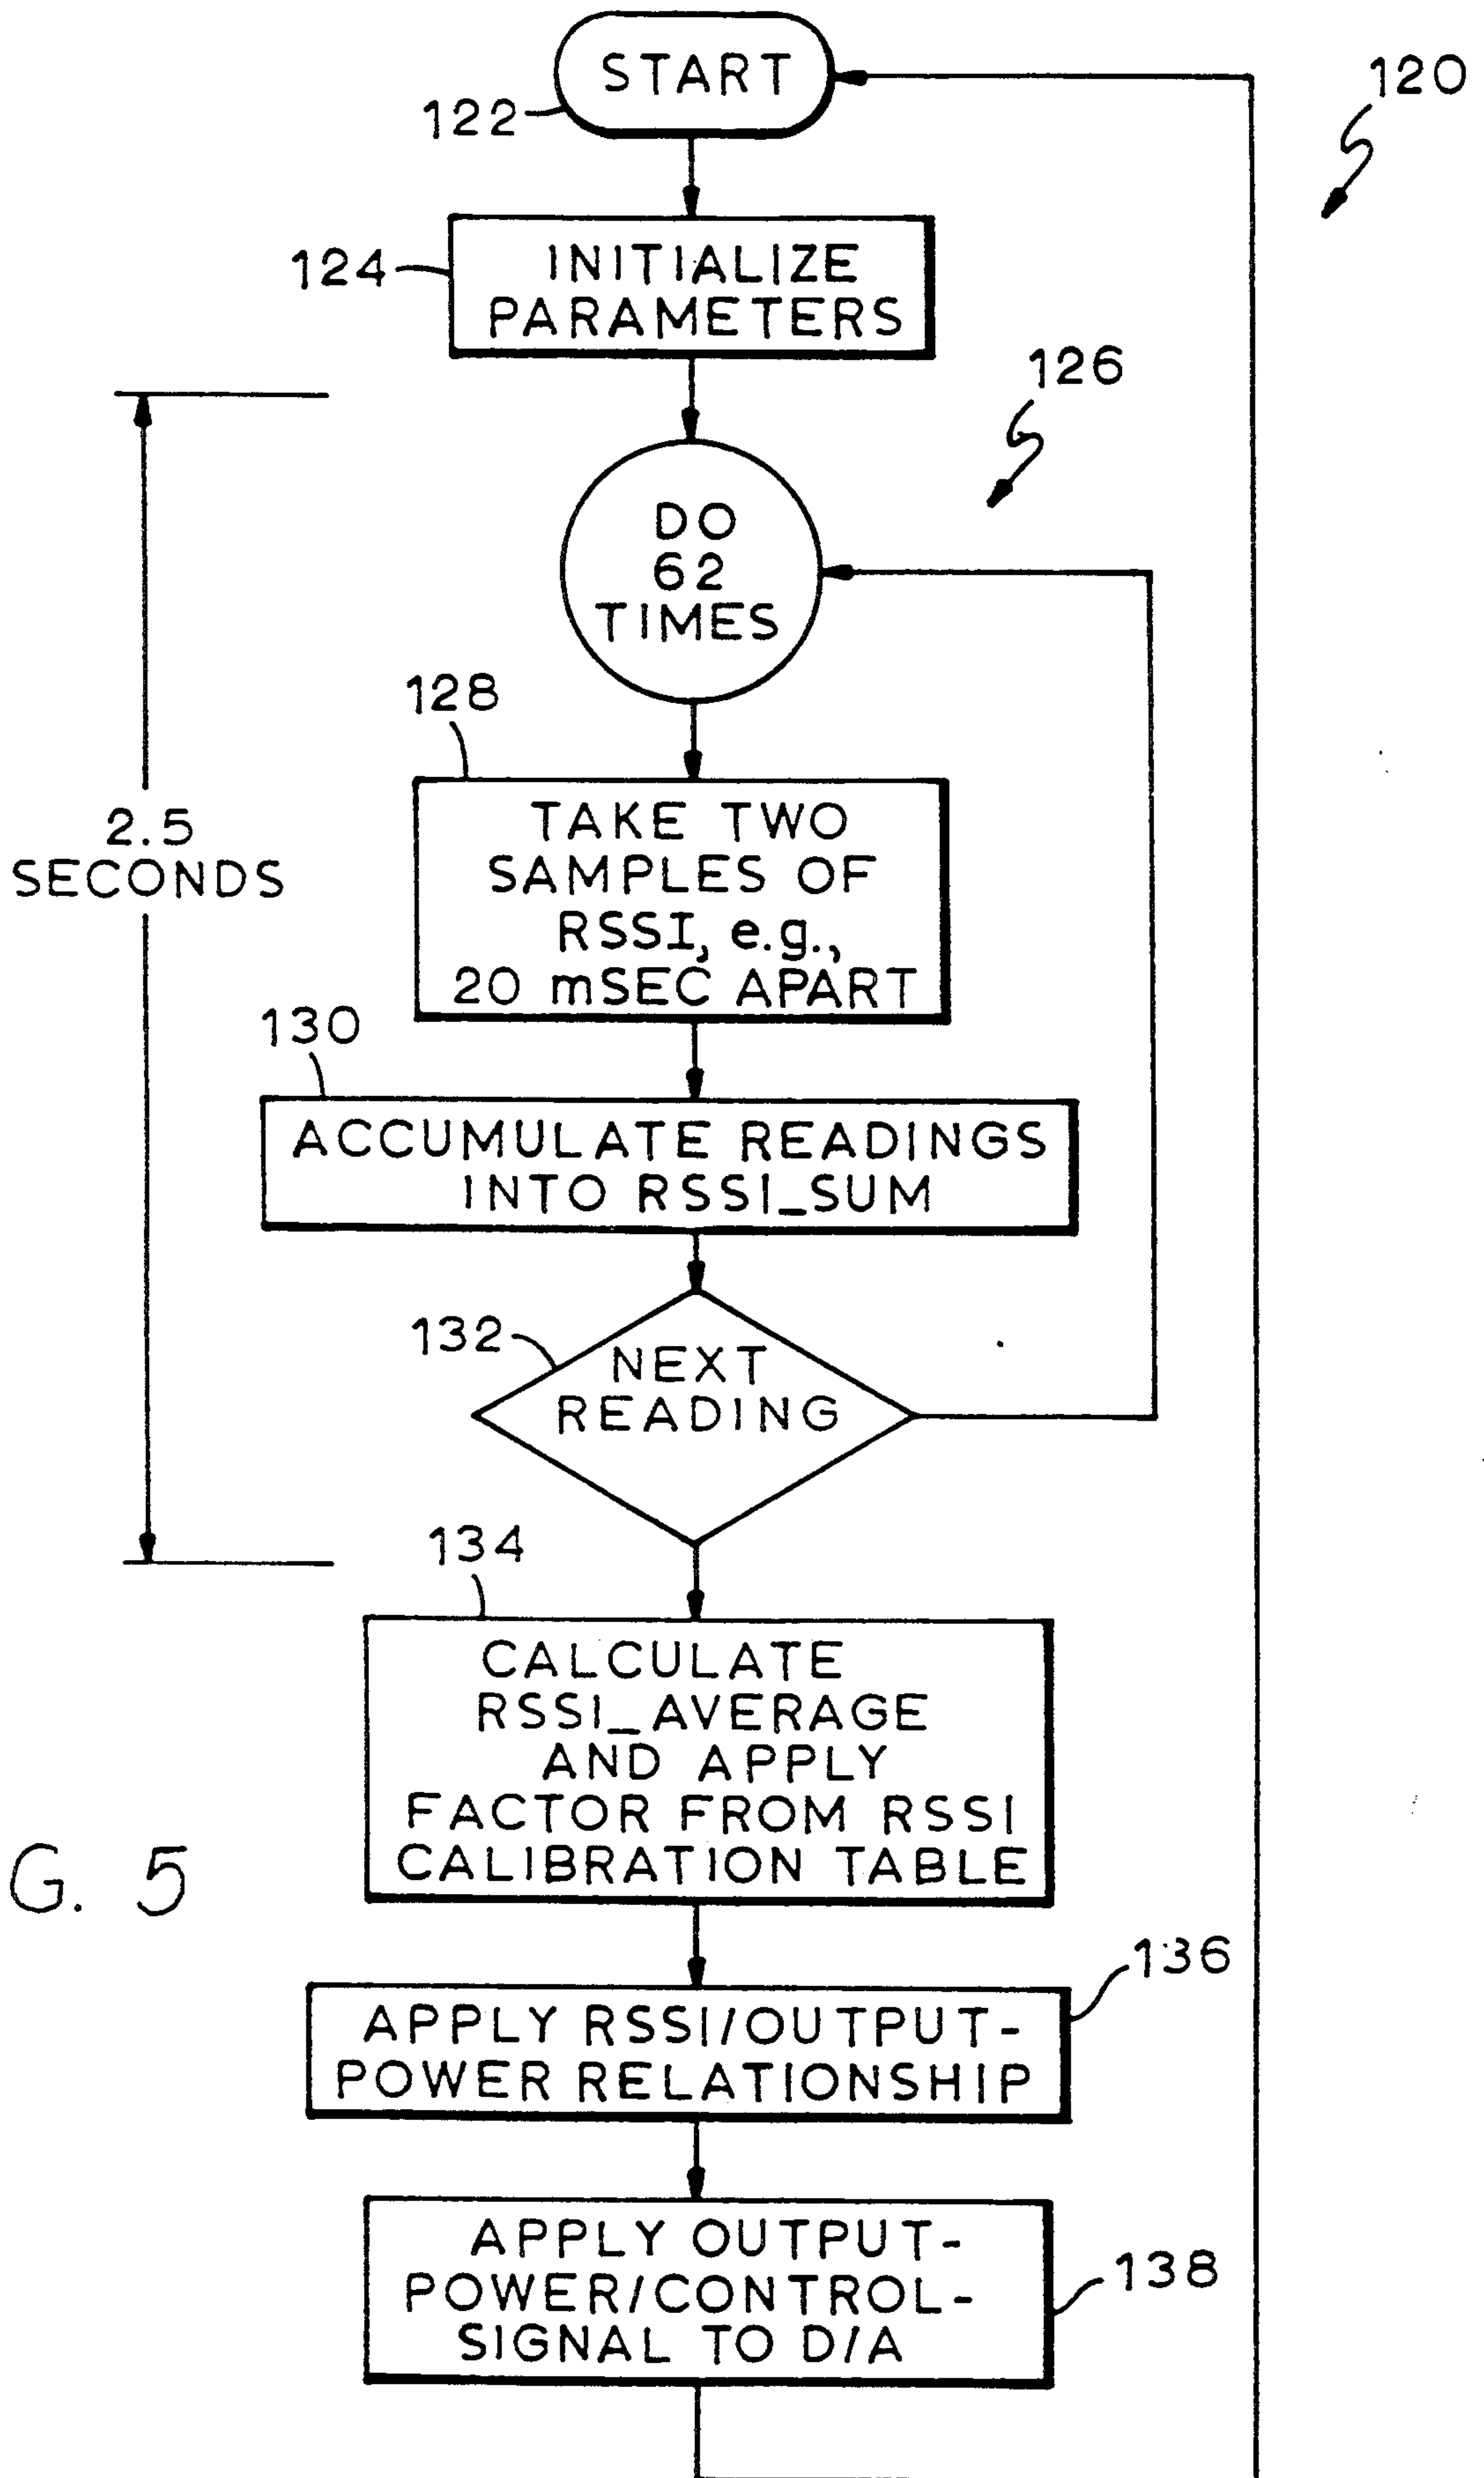 START
120
122
124
INITIALIZE
PARAMETERS
126
DO
62
TIMES
128
2.5
SECONDS
TAKE TWO
SAMPLES OF
RSSI, e.g.,
20 mSEC APART
130
ACCUMULATE READINGS
INTO RSSI_SUM
132
NEXT
READING
134
CALCULATE
RSSI_AVERAGE
AND APPLY
FACTOR FROM RSSI
CALIBRATION TABLE
G. 5
136
APPLY RSSI/OUTPUT-
POWER RELATIONSHIP
APPLY OUTPUT-
POWER/CONTROL-
SIGNAL TO D/A
138